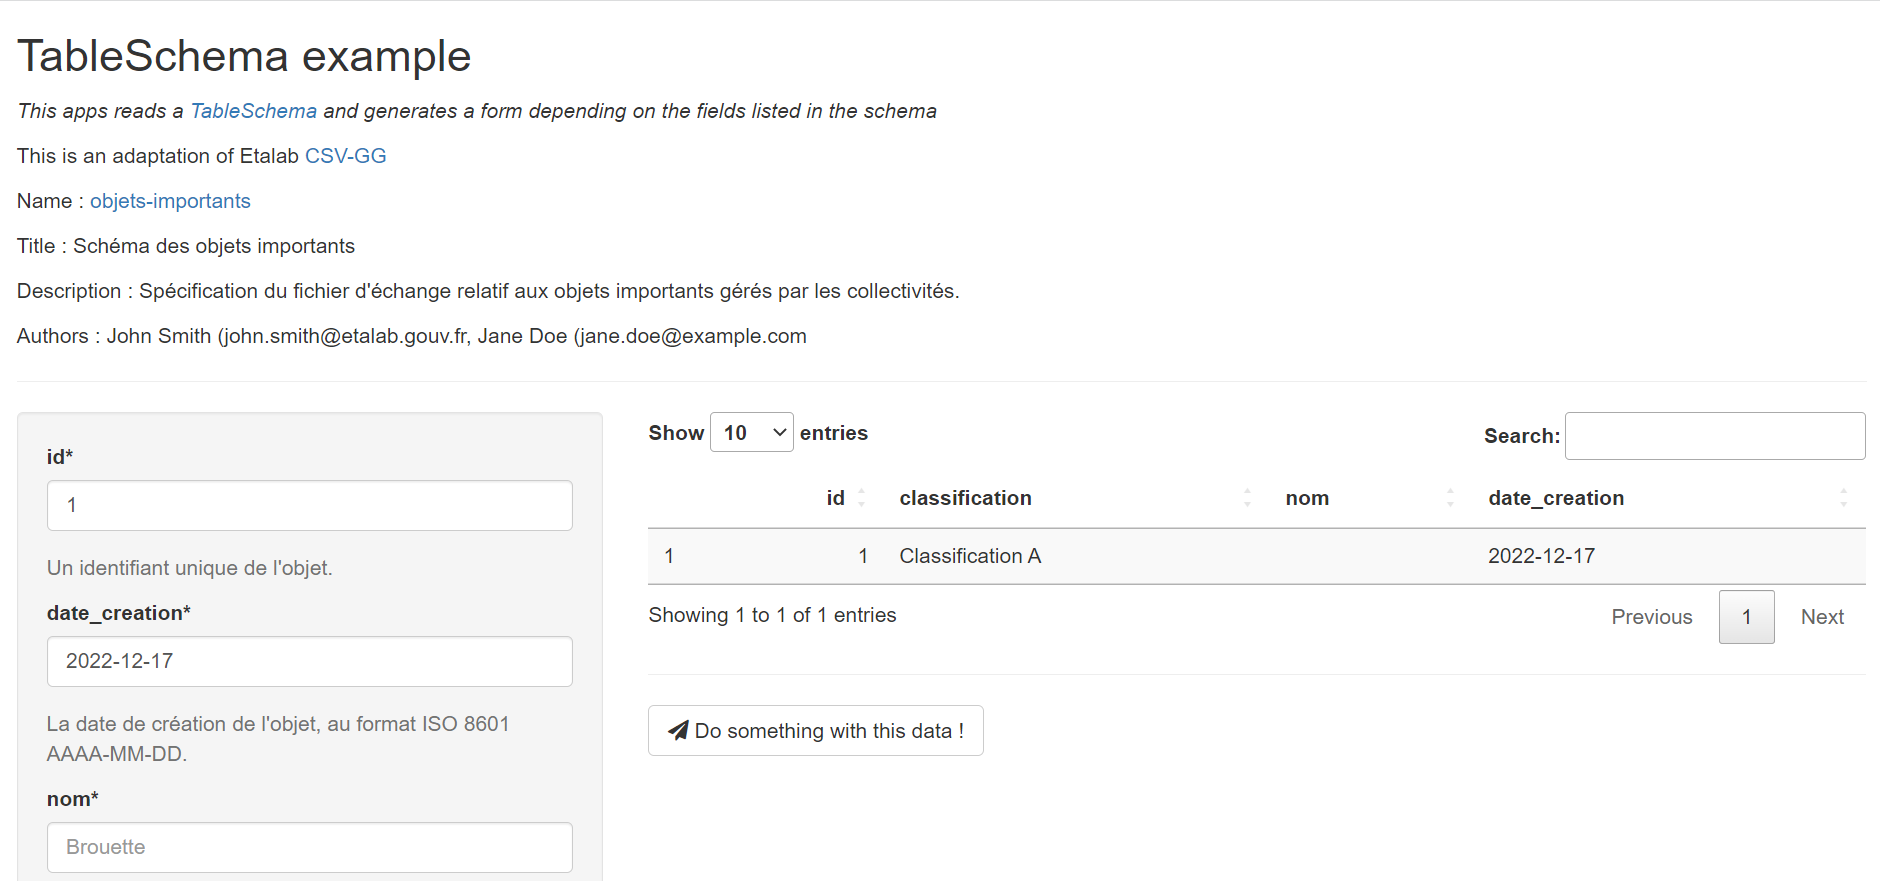 TableSchema example
This apps reads a TableSchema and generates a form depending on the fields listed in the schema
This is an adaptation of Etalab CSV-GG
Name : objets-importants
Title : Schéma des objets importants
Description : Spécification du fichier d'échange relatif aux objets importants gérés par les collectivités.
Authors : John Smith (john.smith@etalab.gouv.fr, Jane Doe (jane.doe@example.com
id*
1
Un identifiant unique de l'objet.
date_creation*
2022-12-17
La date de création de l'objet, au format ISO 8601
AAAA-MM-DD.
nom*
Brouette
Show 10 entries
Search:
id classification nom date_creation
1 1 Classification A 2022-12-17
Showing 1 to 1 of 1 entries
Previous 1 Next
Do something with this data !